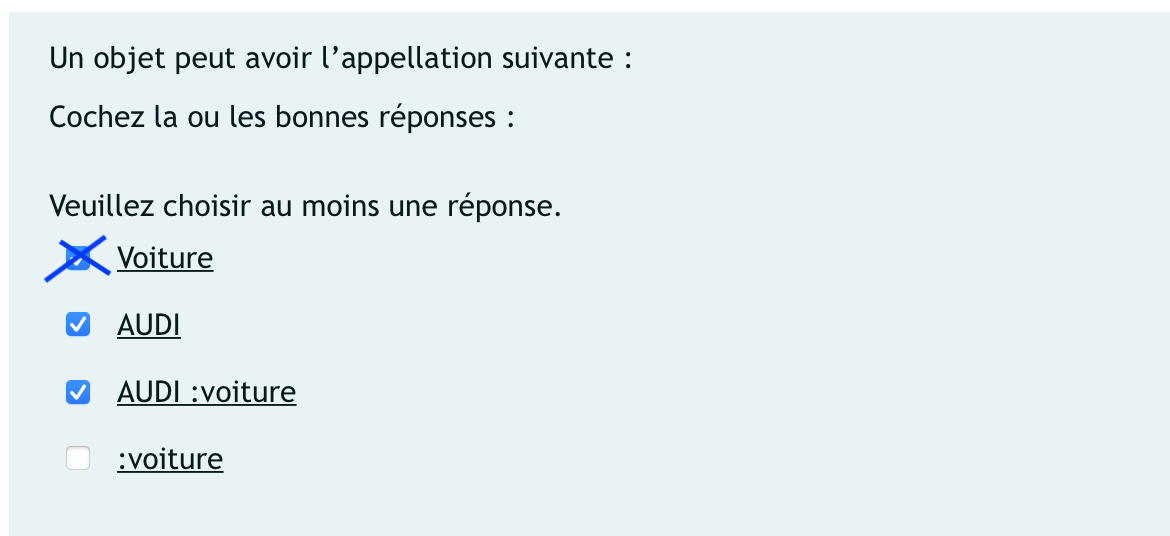 Un objet peut avoir l’appellation suivante :
Cochez la ou les bonnes réponses :
Veuillez choisir au moins une réponse.
Voiture
AUDI
AUDI :voiture
:voiture